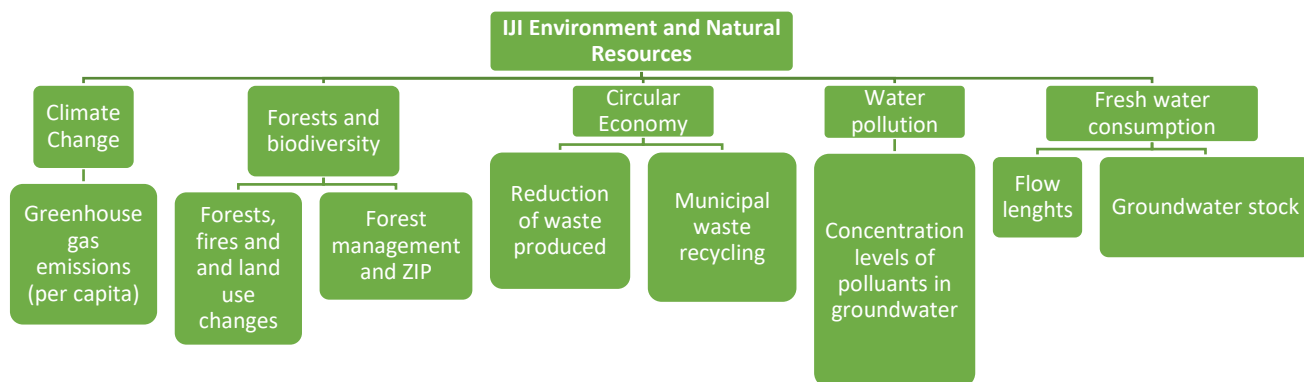 IJI Environment and Natural
Resources
Climate
Change
Forests and
biodiversity
Circular
Economy
Water
pollution
Fresh water
consumption
Greenhouse
gas
emissions
(per capita)
Forests,
fires and
and land
use
changes
Forest
management
and ZIP
Reduction
of waste
produced
Municipal
waste
recycling
Concentration
levels of
polluants in
groundwater
Flow
lenghts
Groundwater stock